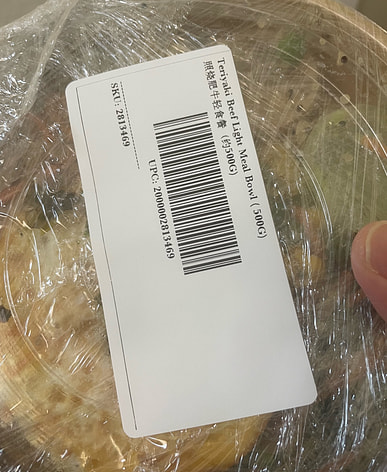 Teriyaki Beef Light Meal Bowl ( 500G)
照烧肥牛轻食餐（约500G）
UPC: 2000002813469
SKU: 2813469